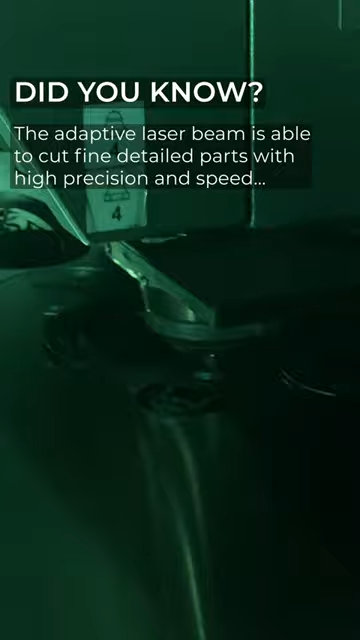 DID YOU KNOW?
The adaptive laser beam is able
to cut fine detailed parts with
high precision and speed...
4